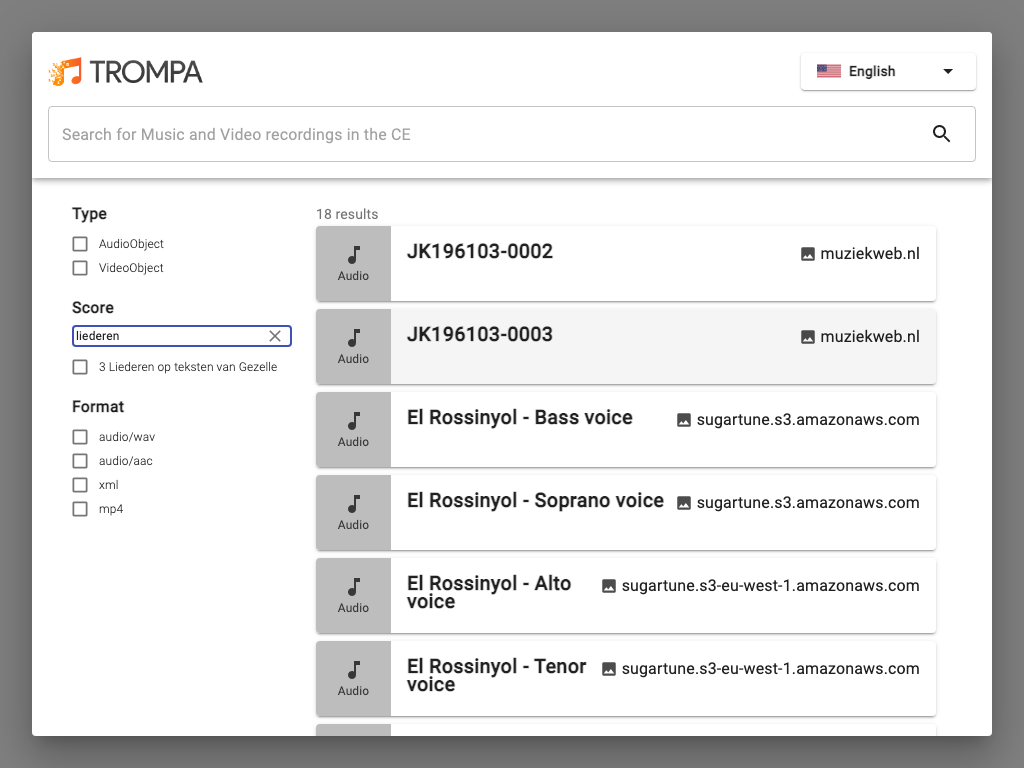 TROMPA
English
Search for Music and Video recordings in the CE
Type
AudioObject
VideoObject
Score
liederen
3 Liederen op teksten van Gezelle
Format
audio/wav
audio/aac
xml
mp4
18 results
Audio
JK196103-0002
muziekweb.nl
Audio
JK196103-0003
muziekweb.nl
Audio
El Rossinyol - Bass voice
sugartune.s3.amazonaws.com
Audio
El Rossinyol - Soprano voice
sugartune.s3.amazonaws.com
Audio
El Rossinyol - Alto
voice
sugartune.s3-eu-west-1.amazonaws.com
Audio
El Rossinyol - Tenor
voice
sugartune.s3-eu-west-1.amazonaws.com